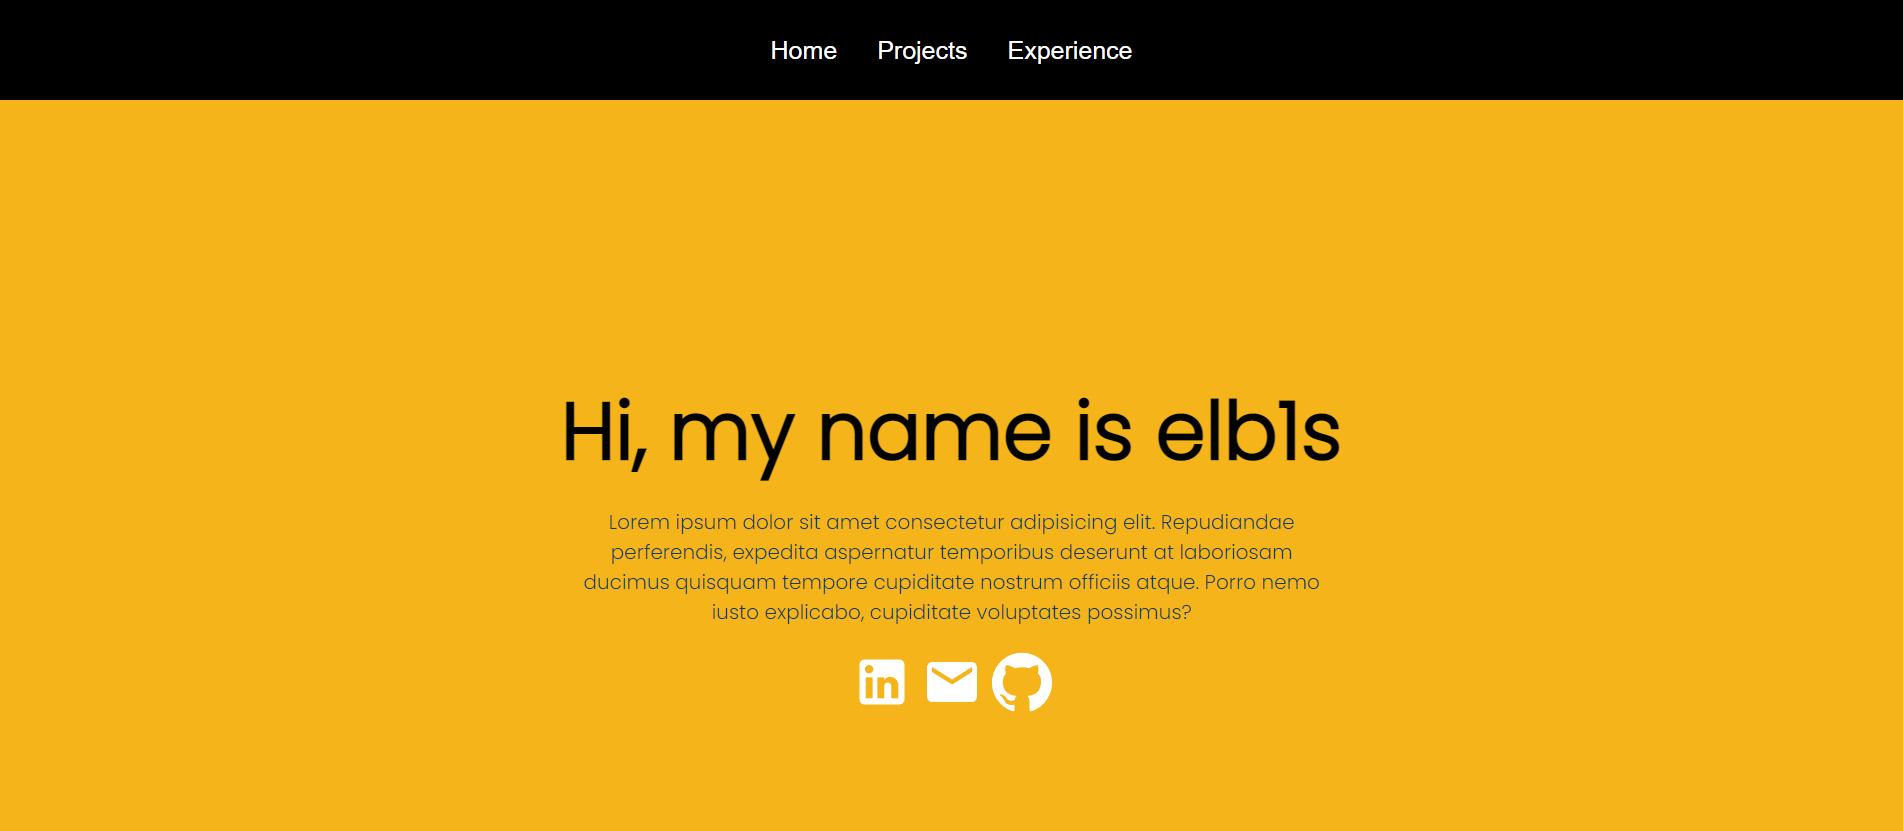 Home Projects Experience
Hi, my name is elb1s
Lorem ipsum dolor sit amet consectetur adipisicing elit. Repudiandae
perferendis, expedita aspernatur temporibus deserunt at laboriosam
ducimus quisquam tempore cupiditate nostrum officiis atque. Porro nemo
iusto explicabo, cupiditate voluptates possimus?
in